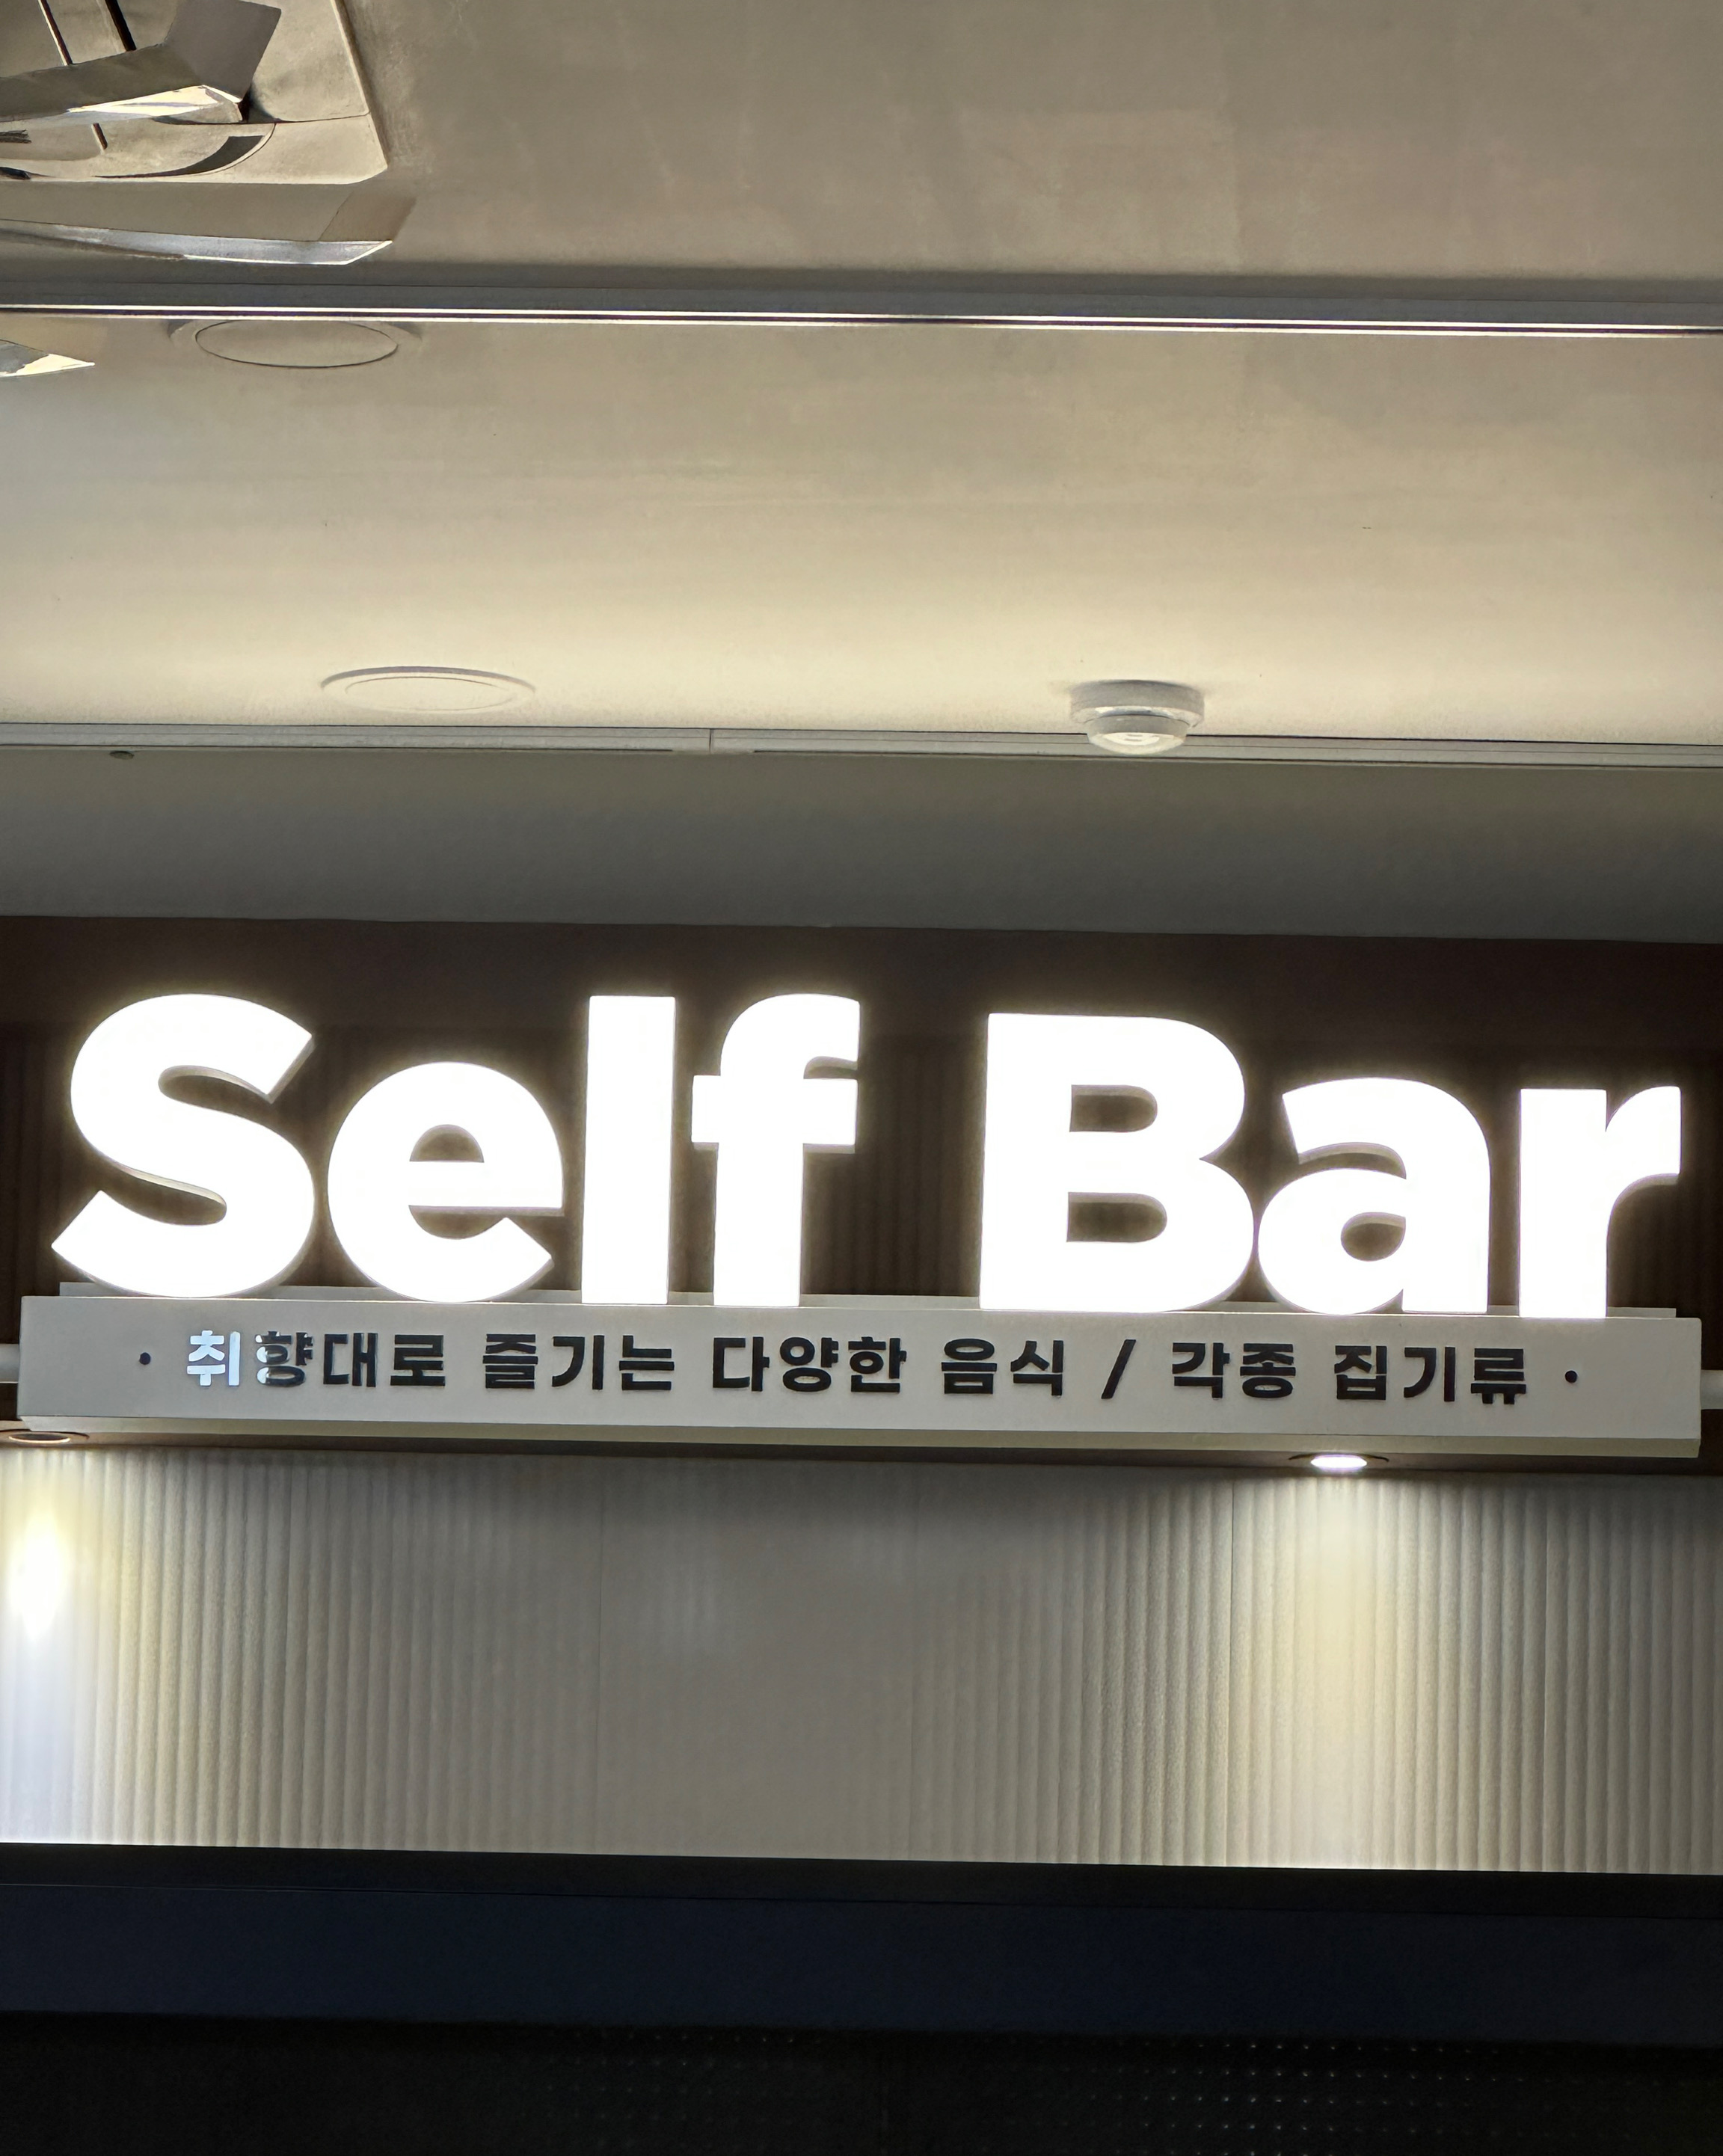 Self Bar
· 취향대로 즐기는 다양한 음식 / 각종 집기류 ·